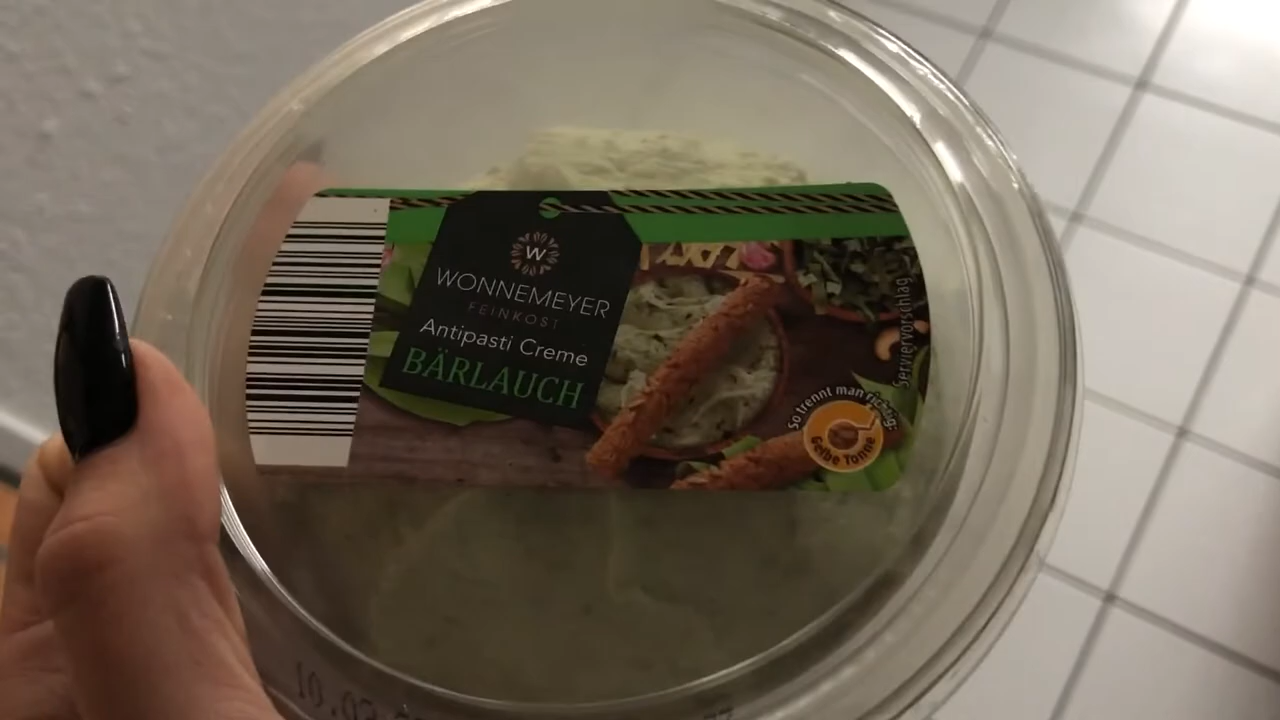 W
WONNEMEYER
FEINKOST
Antipasti Creme
BÄRLAUCH
Serviervorschlag
So trennt man richtig:
Gelbe Tonne